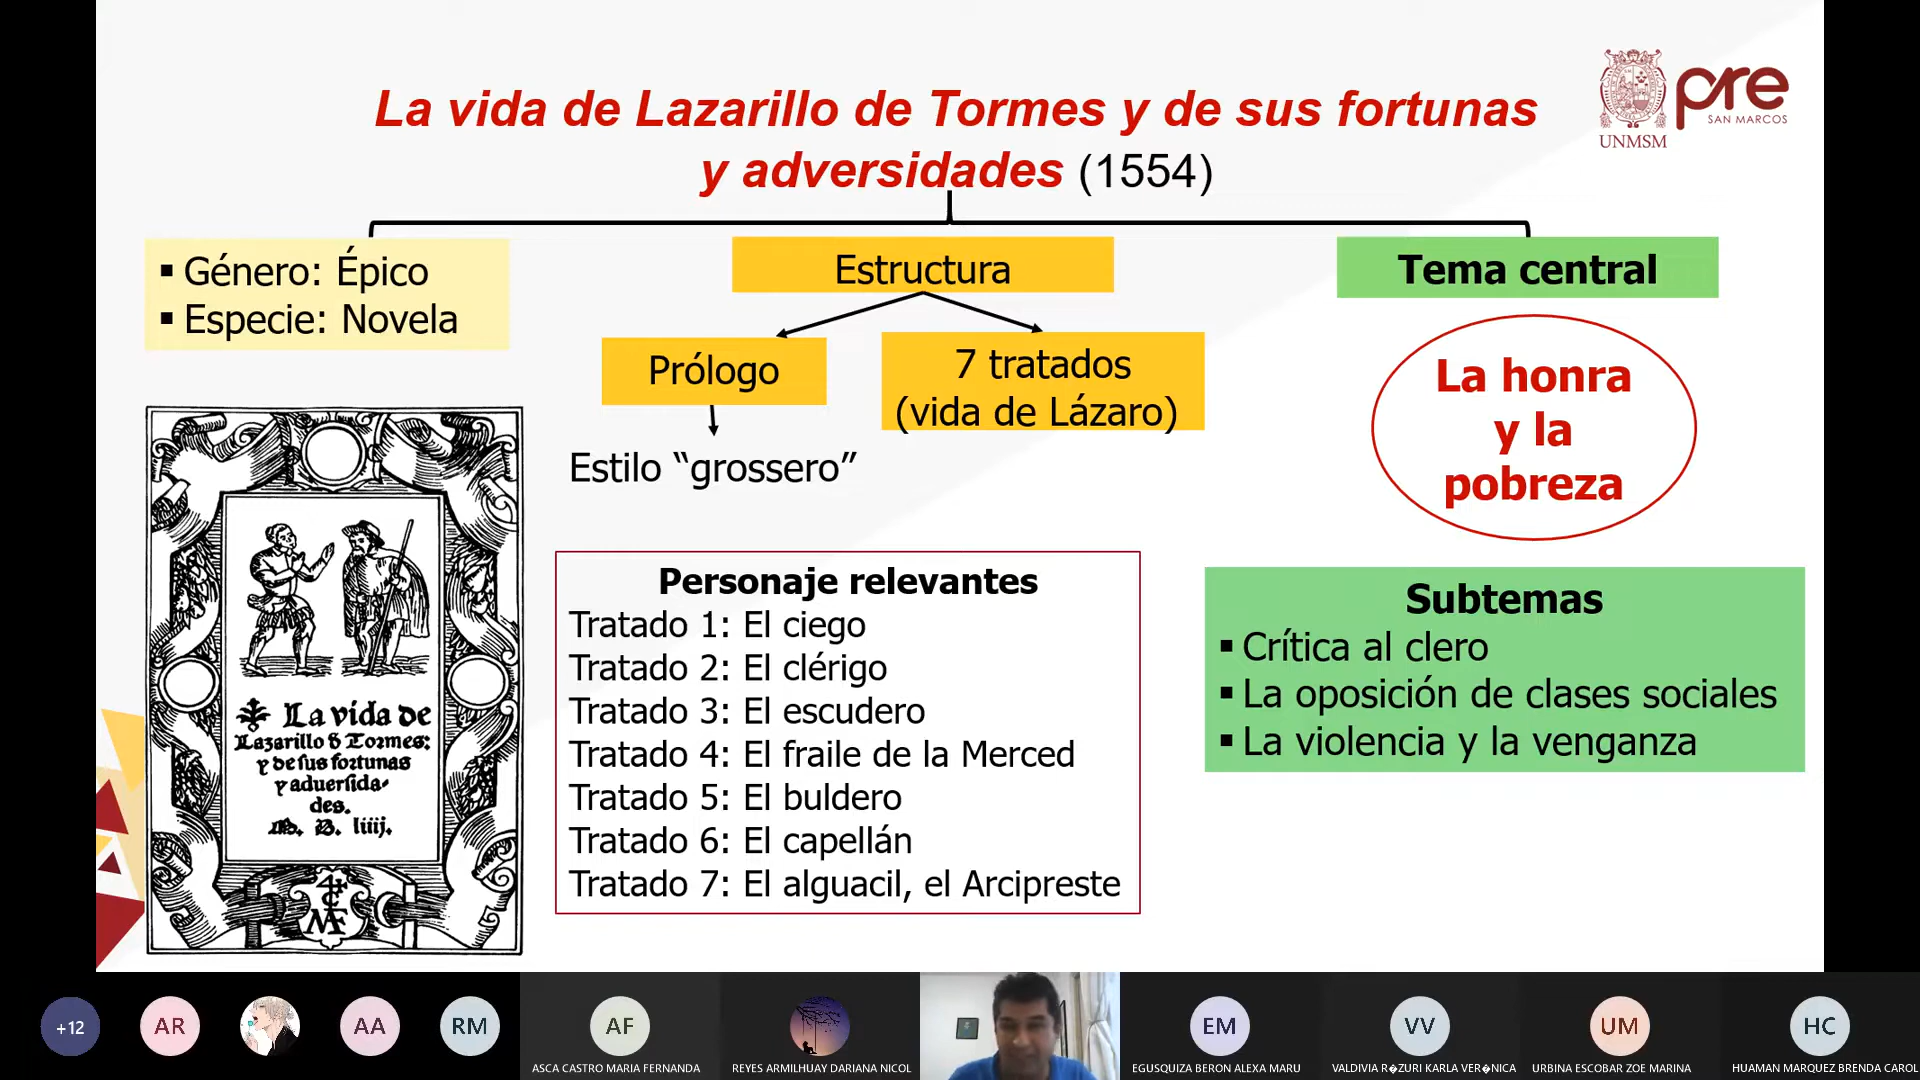 La vida de Lazarillo de Tormes y de sus fortunas
y adversidades (1554)
UNMSM
pre
SAN MARCOS
▪ Género: Épico
▪ Especie: Novela
Estructura
Prólogo
7 tratados
(vida de Lázaro)
Estilo “grossero”
Tema central
La honra
y la
pobreza
La vida de
Lazarillo de Tormes:
y de sus fortunas
y aduersida-
des.
M. D. liiij.
Personaje relevantes
Tratado 1: El ciego
Tratado 2: El clérigo
Tratado 3: El escudero
Tratado 4: El fraile de la Merced
Tratado 5: El buldero
Tratado 6: El capellán
Tratado 7: El alguacil, el Arcipreste
Subtemas
▪ Crítica al clero
▪ La oposición de clases sociales
▪ La violencia y la venganza
+12
AR
AA
RM
AF
ASCA CASTRO MARIA FERNANDA
REYES ARMILHUAY DARIANA NICOL
EM
EGUSQUIZA BERON ALEXA MARU
VV
VALDIVIA R�ZURI KARLA VER�NICA
UM
URBINA ESCOBAR ZOE MARINA
HC
HUAMAN MARQUEZ BRENDA CAROL